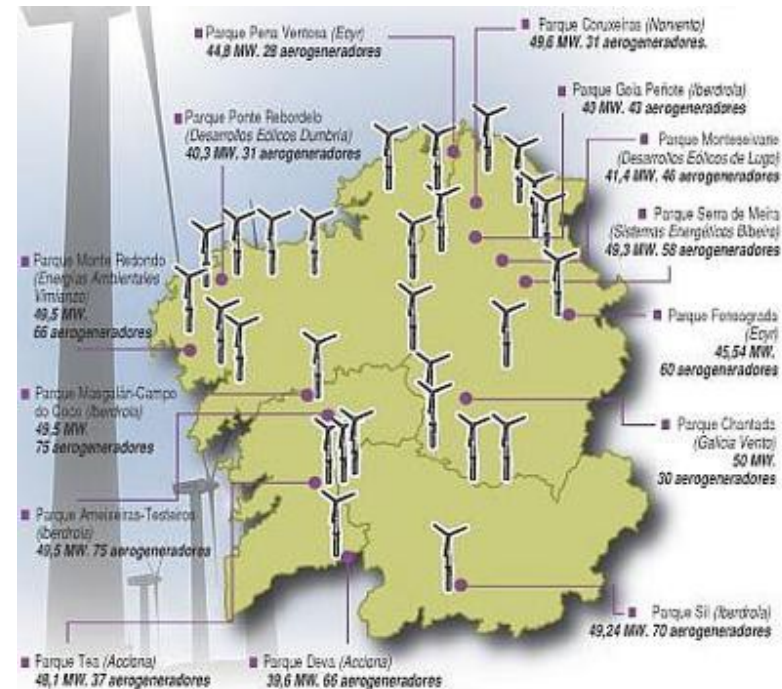 Parque Pena Ventosa (Ecyr)
44,8 MW. 28 aerogeneradores
Parque Coruxeiras (Norvento)
49,6 MW. 31 aerogeneradores.
Parque Goia Peñote (Iberdrola)
40 MW. 43 aerogeneradores
Parque Ponte Rebordelo
(Desarrollos Eólicos Dumbría)
40,3 MW. 31 aerogeneradores
Parque Monteseivane
(Desarrollos Eólicos de Lugo)
41,4 MW. 46 aerogeneradores
Parque Serra de Meira
(Sistemas Energéticos Ribeiro)
49,3 MW. 58 aerogeneradores
Parque Monte Redondo
(Energías Ambientales
Vimianzo)
49,5 MW.
66 aerogeneradores
Parque Fonsagrada
(Ecyr)
45,54 MW.
60 aerogeneradores
Parque Masgalán-Campo
do Coco (Iberdrola)
49,5 MW.
75 aerogeneradores
Parque Chantada
(Galicia Vento)
50 MW.
30 aerogeneradores
Parque Ameixeiras-Testeiros
(Iberdrola)
49,5 MW. 75 aerogeneradores
Parque Sil (Iberdrola)
49,24 MW. 70 aerogeneradores
Parque Tea (Acciona)
48,1 MW. 37 aerogeneradores
Parque Deva (Acciona)
39,6 MW. 66 aerogeneradores